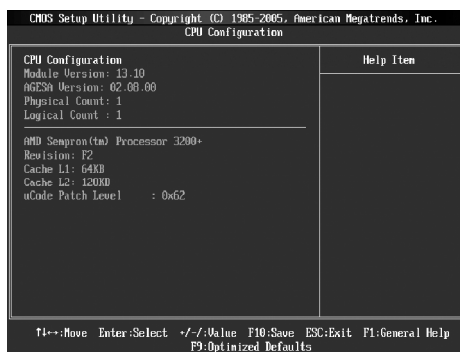 CMOS Setup Utility - Copyright (C) 1985-2005, American Megatrends, Inc.
CPU Configuration
CPU Configuration
Module Version: 13.10
AGESA Version: 02.08.00
Physical Count: 1
Logical Count : 1
AMD Sempron(tm) Processor 3200+
Revision: F2
Cache L1: 64KB
Cache L2: 128KB
uCode Patch Level : 0x62
Help Item
↑↓↔:Move Enter:Select +/-/:Value F10:Save ESC:Exit F1:General Help
F9:Optimized Defaults